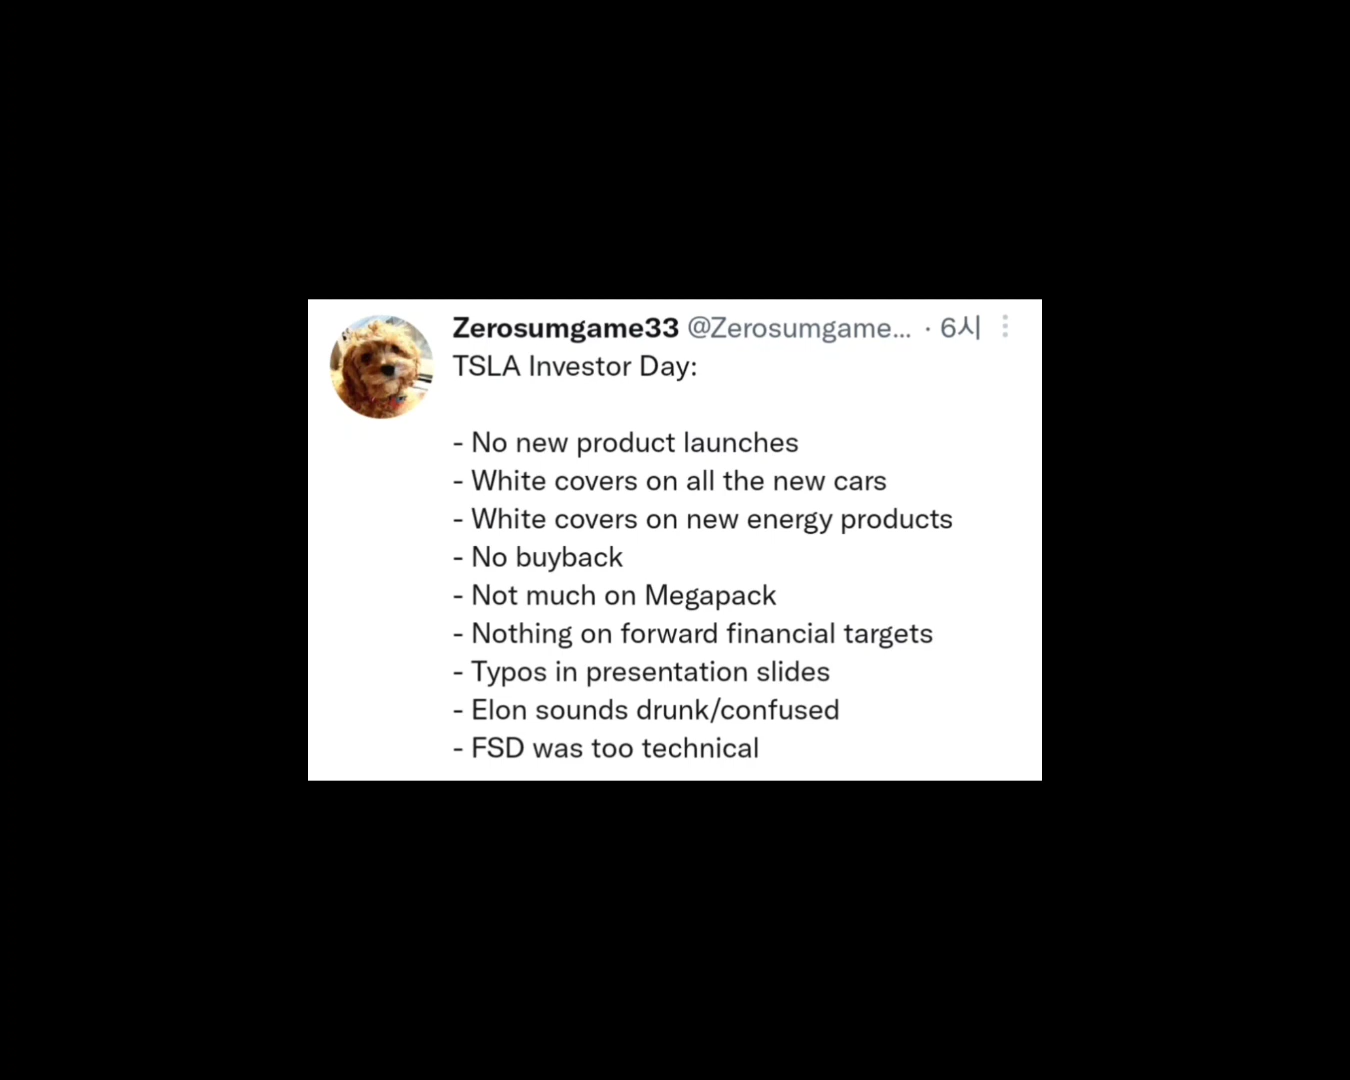 Zerosumgame33 @Zerosumgame... · 6시
TSLA Investor Day:
- No new product launches
- White covers on all the new cars
- White covers on new energy products
- No buyback
- Not much on Megapack
- Nothing on forward financial targets
- Typos in presentation slides
- Elon sounds drunk/confused
- FSD was too technical